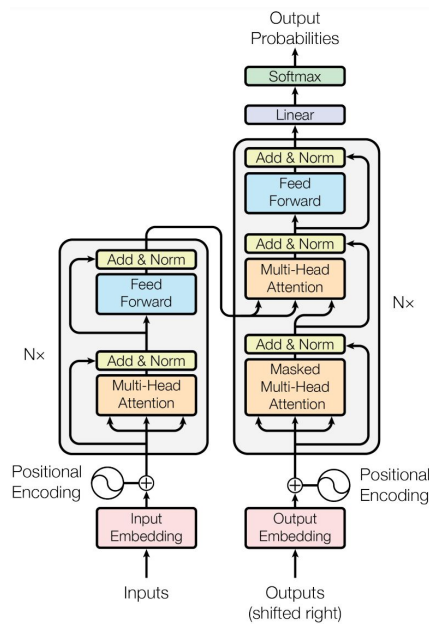 Output
Probabilities
Softmax
Linear
Add & Norm
Feed
Forward
Add & Norm
Multi-Head
Attention
Nx
Add & Norm
Masked
Multi-Head
Attention
Positional
Encoding
Output
Embedding
Outputs
(shifted right)
Add & Norm
Feed
Forward
Nx
Add & Norm
Multi-Head
Attention
Positional
Encoding
Input
Embedding
Inputs